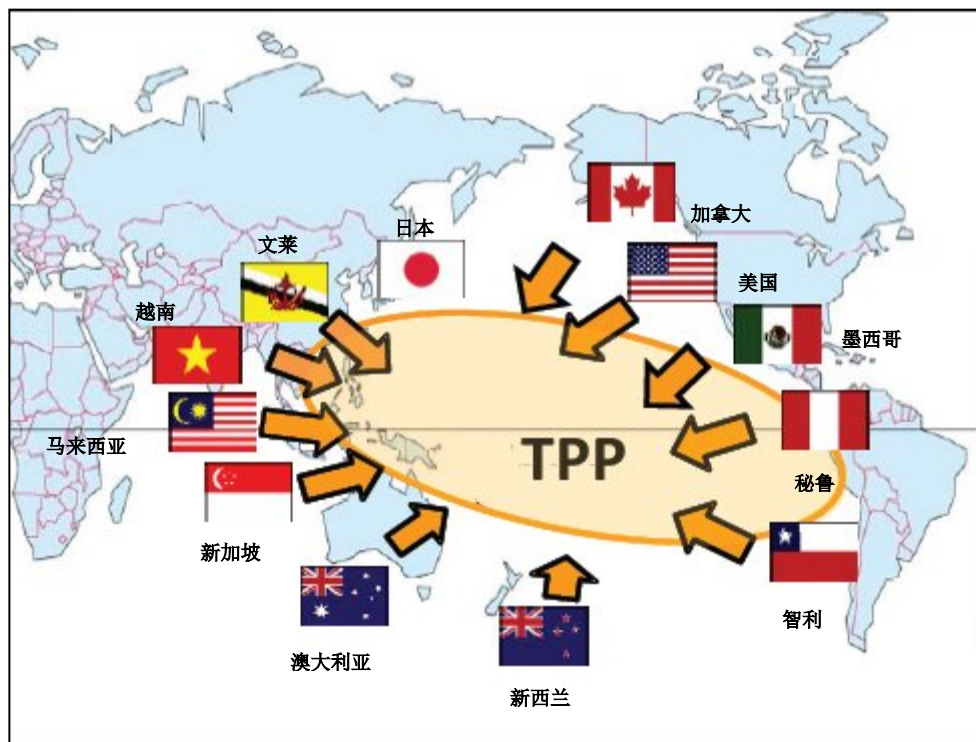 加拿大
日本
文莱
美国
越南
墨西哥
马来西亚
TPP
秘鲁
新加坡
智利
澳大利亚
新西兰